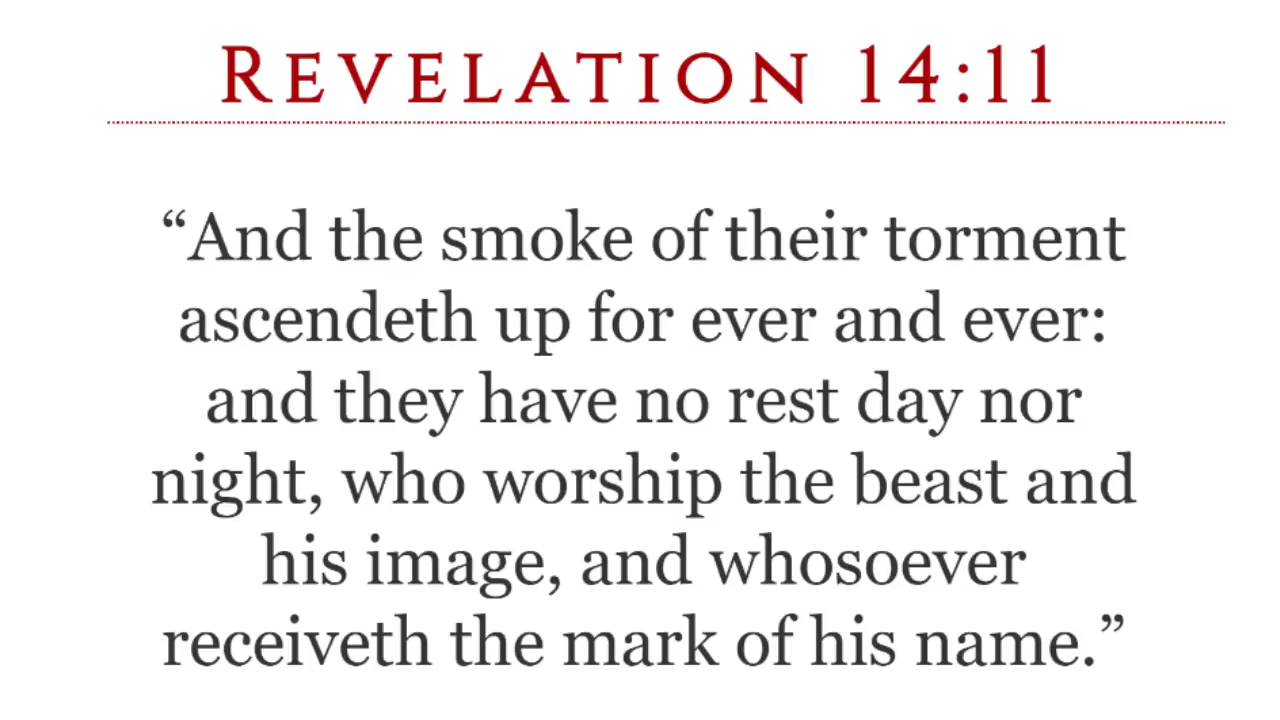 REVELATION 14:11
“And the smoke of their torment
ascendeth up for ever and ever:
and they have no rest day nor
night, who worship the beast and
his image, and whosoever
receiveth the mark of his name.”